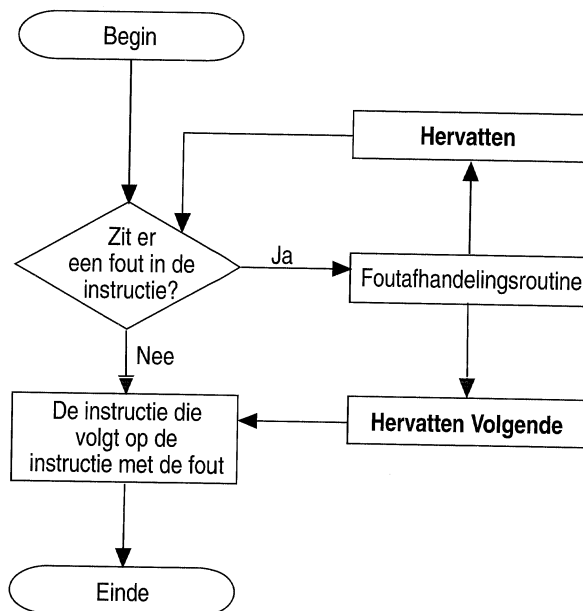 Begin
Hervatten
Zit er
een fout in de
instructie?
Ja
Foutafhandelingsroutine
Nee
De instructie die
volgt op de
instructie met de fout
Hervatten Volgende
Einde